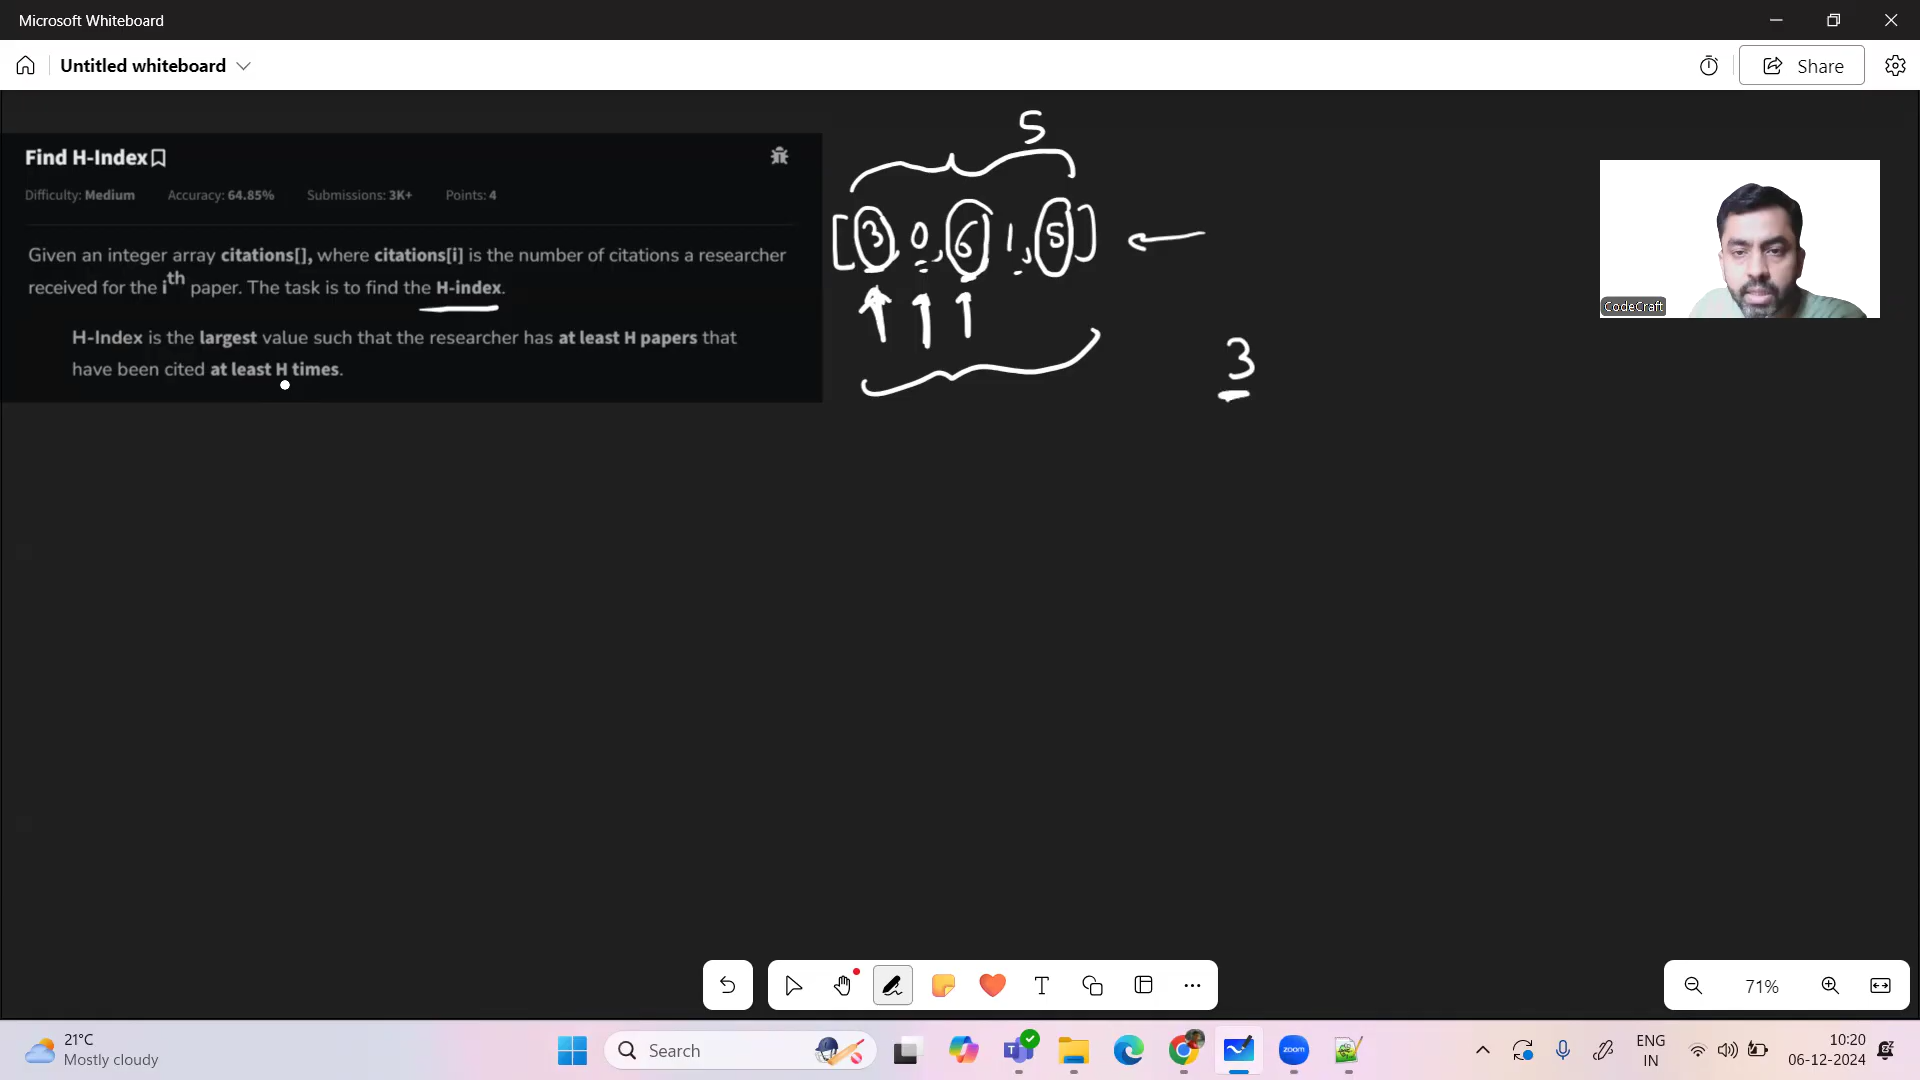 Microsoft Whiteboard
Untitled whiteboard
Share
Find H-Index
Difficulty: Medium Accuracy: 64.85% Submissions: 3K+ Points: 4
Given an integer array citations[], where citations[i] is the number of citations a researcher
received for the ith paper. The task is to find the H-index.
H-Index is the largest value such that the researcher has at least H papers that
have been cited at least H times.
5
[3, 0, 6, 1, 5]
3
CodeCraft
71%
21°C
Mostly cloudy
Search
zoom
ENG
IN
10:20
06-12-2024